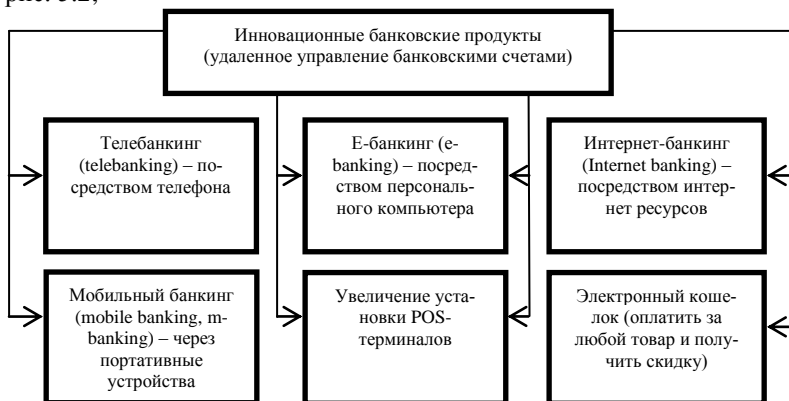 рис. 3.2,
Инновационные банковские продукты
(удаленное управление банковскими счетами)
Телебанкинг
(telebanking) – по-
средством телефона
Е-банкинг (e-
banking) – посред-
ством персональ-
ного компьютера
Интернет-банкинг
(Internet banking) –
посредством интер-
нет ресурсов
Мобильный банкинг
(mobile banking, m-
banking) – через
портативные
устройства
Увеличение уста-
новки POS-
терминалов
Электронный коше-
лок (оплатить за
любой товар и полу-
чить скидку)